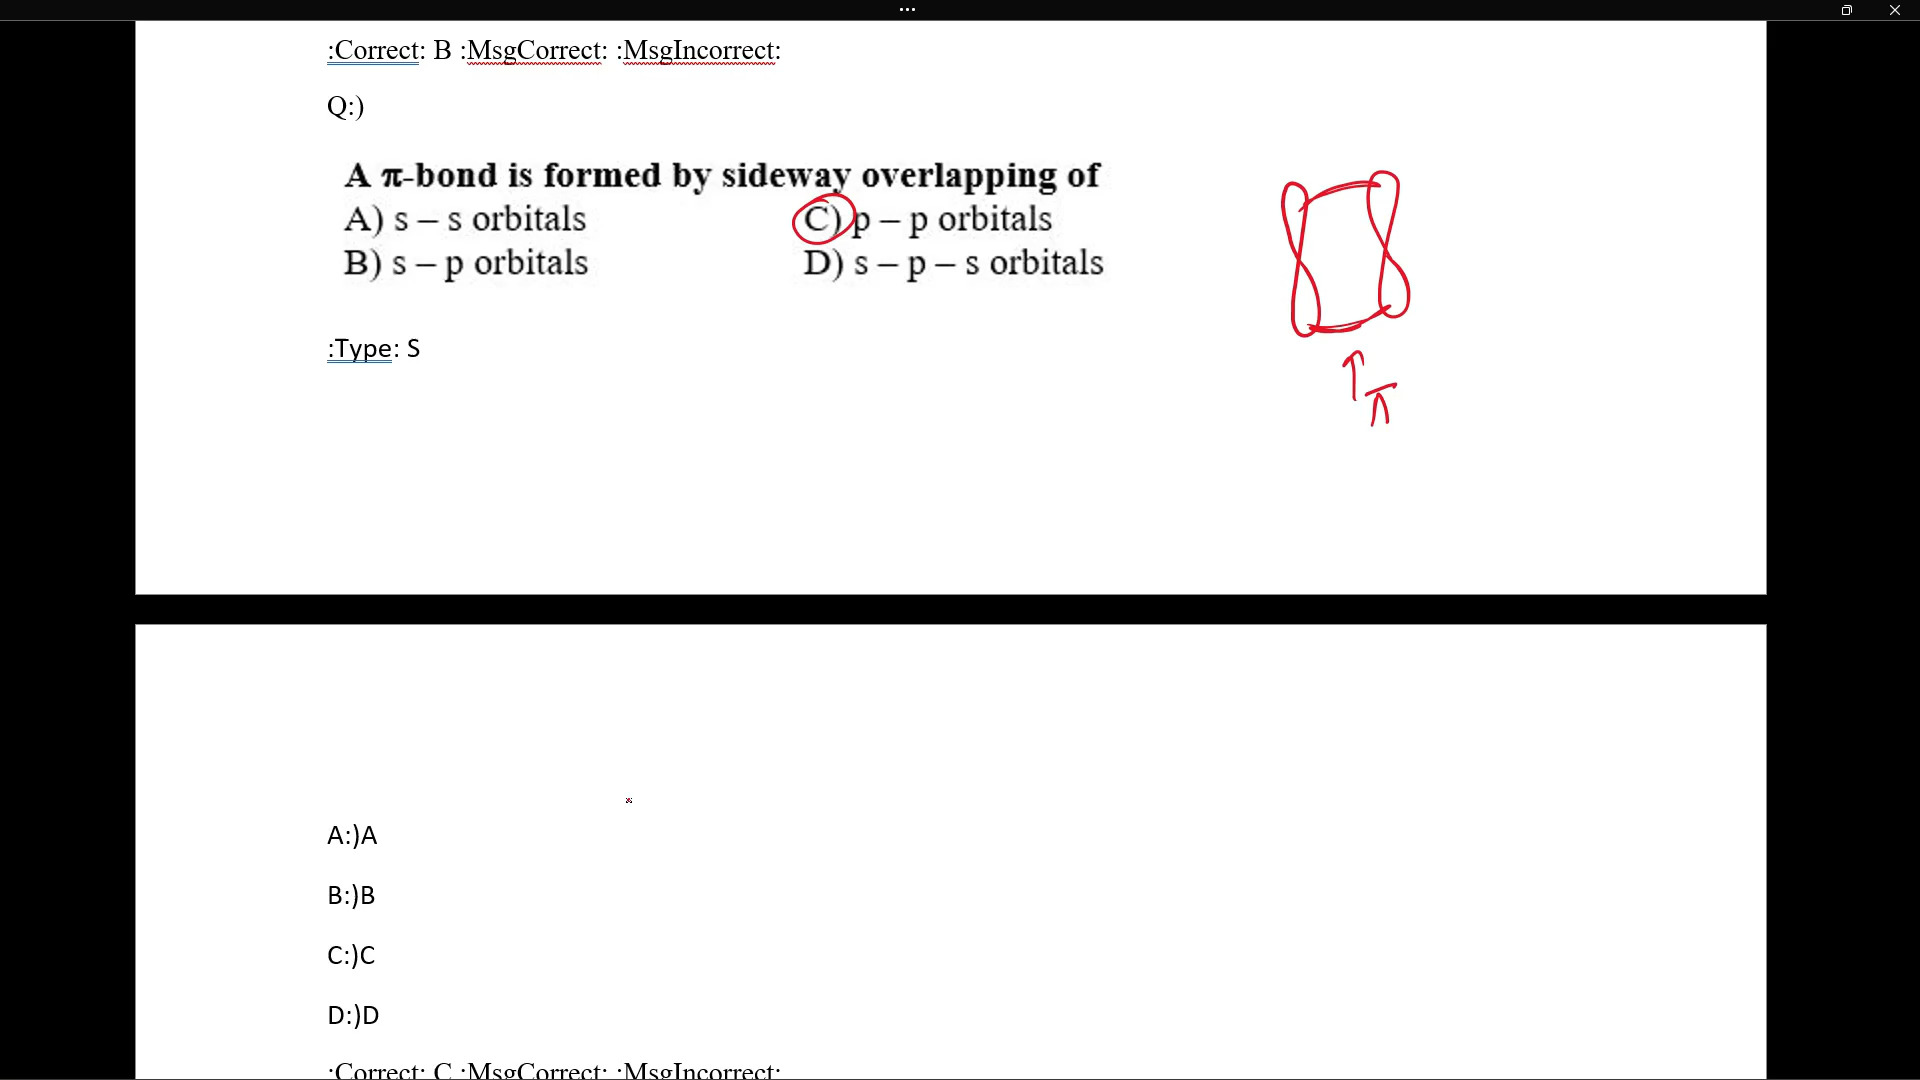 :Correct: B :MsgCorrect: :MsgIncorrect:
Q:)
A π-bond is formed by sideway overlapping of
A) s – s orbitals C) p – p orbitals
B) s – p orbitals D) s – p – s orbitals
π
:Type: S
A:)A
B:)B
C:)C
D:)D
:Correct: C :MsgCorrect: :MsgIncorrect: